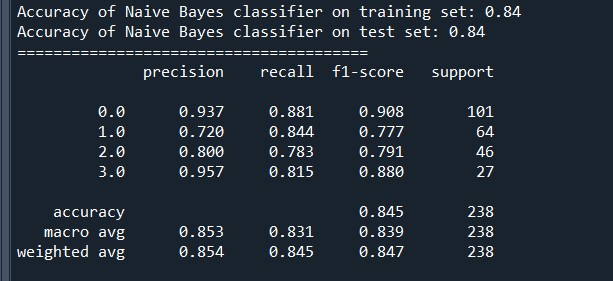 Accuracy of Naive Bayes classifier on training set: 0.84
Accuracy of Naive Bayes classifier on test set: 0.84
=======================================
precision recall f1-score support
0.0 0.937 0.881 0.908 101
1.0 0.720 0.844 0.777 64
2.0 0.800 0.783 0.791 46
3.0 0.957 0.815 0.880 27
accuracy 0.845 238
macro avg 0.853 0.831 0.839 238
weighted avg 0.854 0.845 0.847 238